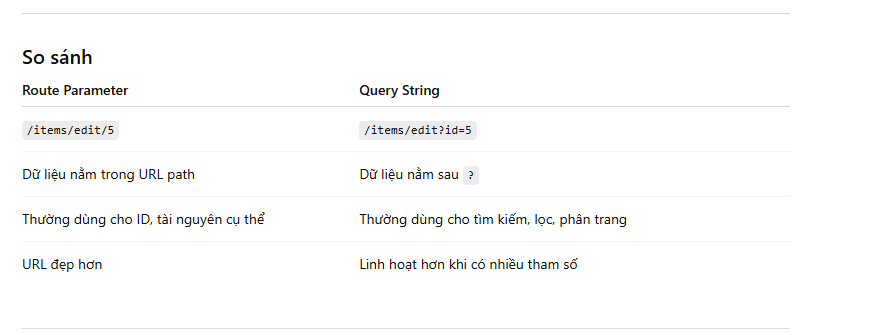 So sánh
Route Parameter Query String
/items/edit/5 /items/edit?id=5
Dữ liệu nằm trong URL path Dữ liệu nằm sau ?
Thường dùng cho ID, tài nguyên cụ thể Thường dùng cho tìm kiếm, lọc, phân trang
URL đẹp hơn Linh hoạt hơn khi có nhiều tham số